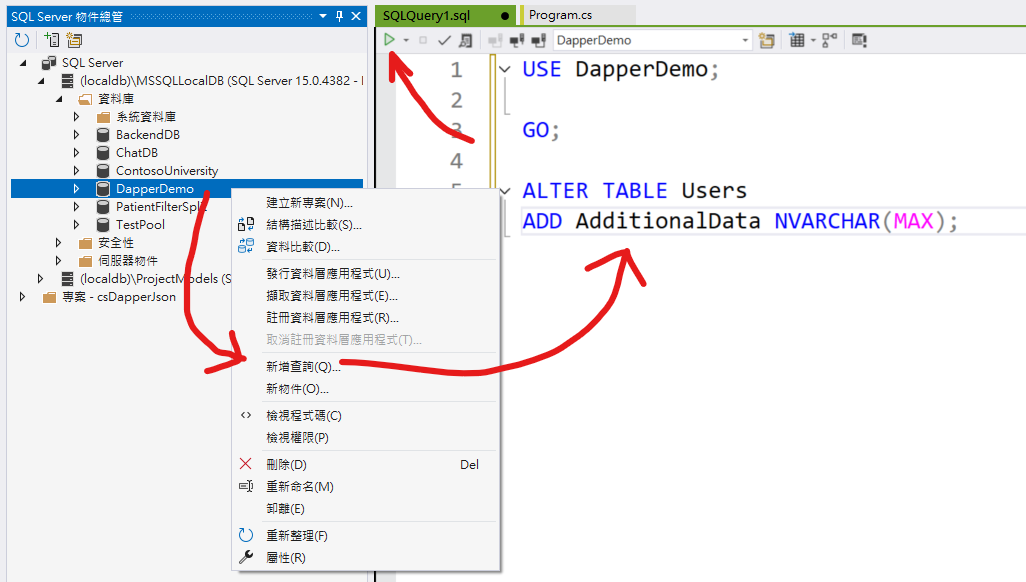 SQL Server 物件總管
SQL Server
(localdb)\MSSQLLocalDB (SQL Server 15.0.4382 -
資料庫
系統資料庫
BackendDB
ChatDB
ContosoUniversity
DapperDemo
PatientFilterSpli
TestPool
安全性
伺服器物件
(localdb)\ProjectModels (S
專案 - csDapperJson
建立新專案(N)...
結構描述比較(S)...
資料比較(D)...
發行資料層應用程式(U)...
擷取資料層應用程式(E)...
註冊資料層應用程式(R)...
取消註冊資料層應用程式(T)...
新增查詢(Q)...
新物件(O)...
檢視程式碼(C)
檢視權限(P)
刪除(D) Del
重新命名(M)
卸離(E)
重新整理(F)
屬性(R)
SQLQuery1.sql Program.cs
DapperDemo
1 USE DapperDemo;
2
3 GO;
4
5 ALTER TABLE Users
ADD AdditionalData NVARCHAR(MAX);